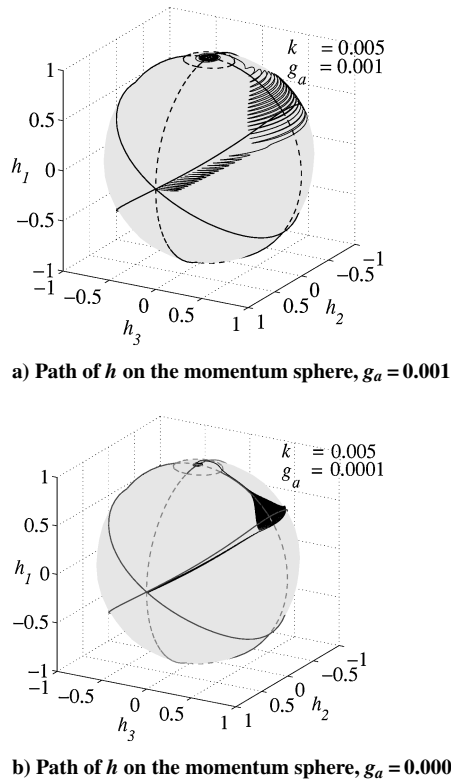 k = 0.005
g_a = 0.001
1
0.5
h_1 0
−0.5
−1
−1 −0.5 0 0.5 1
h_3
1 0.5 0 −0.5 −1
h_2
a) Path of h on the momentum sphere, g_a = 0.001
k = 0.005
g_a = 0.0001
1
0.5
h_1 0
−0.5
−1
−1 −0.5 0 0.5 1
h_3
1 0.5 0 −0.5 −1
h_2
b) Path of h on the momentum sphere, g_a = 0.000